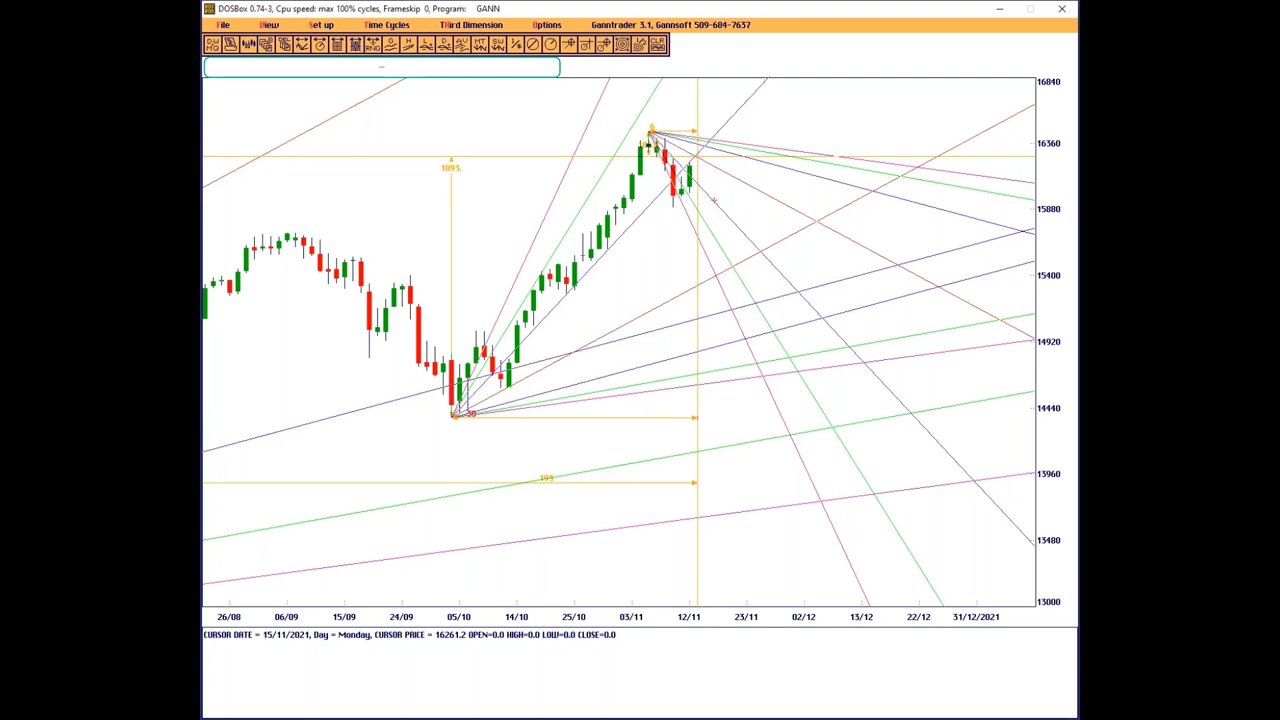 DOSBox 0.74-3, Cpu speed: max 100% cycles, Frameskip 0, Program: GANN
File View Set up Time Cycles THird Dimension Options Ganntrader 3.1, Gannsoft 509-684-7637
16840
16360
15880
15400
14920
14440
13960
13480
13000
1893.
193
26/08 06/09 15/09 24/09 05/10 14/10 25/10 03/11 12/11 23/11 02/12 13/12 22/12 31/12/2021
CURSOR DATE = 15/11/2021, Day = Monday, CURSOR PRICE = 16261.2 OPEN=0.0 HIGH=0.0 LOW=0.0 CLOSE=0.0